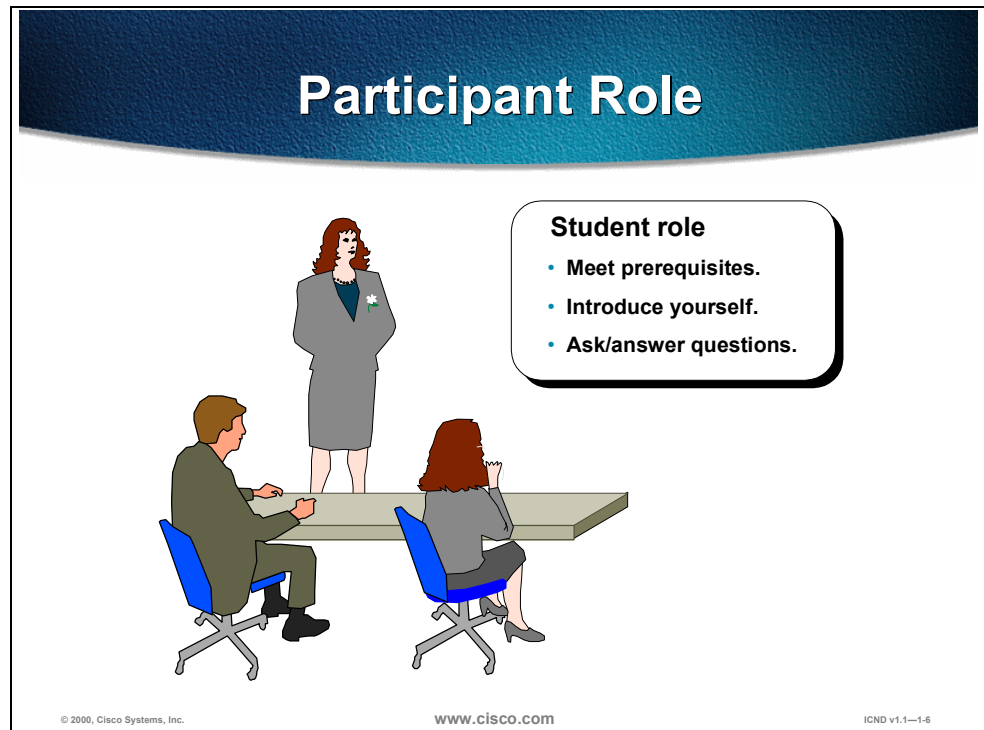 Participant Role
Student role
• Meet prerequisites.
• Introduce yourself.
• Ask/answer questions.
© 2000, Cisco Systems, Inc.
www.cisco.com
ICND v1.1—1-6